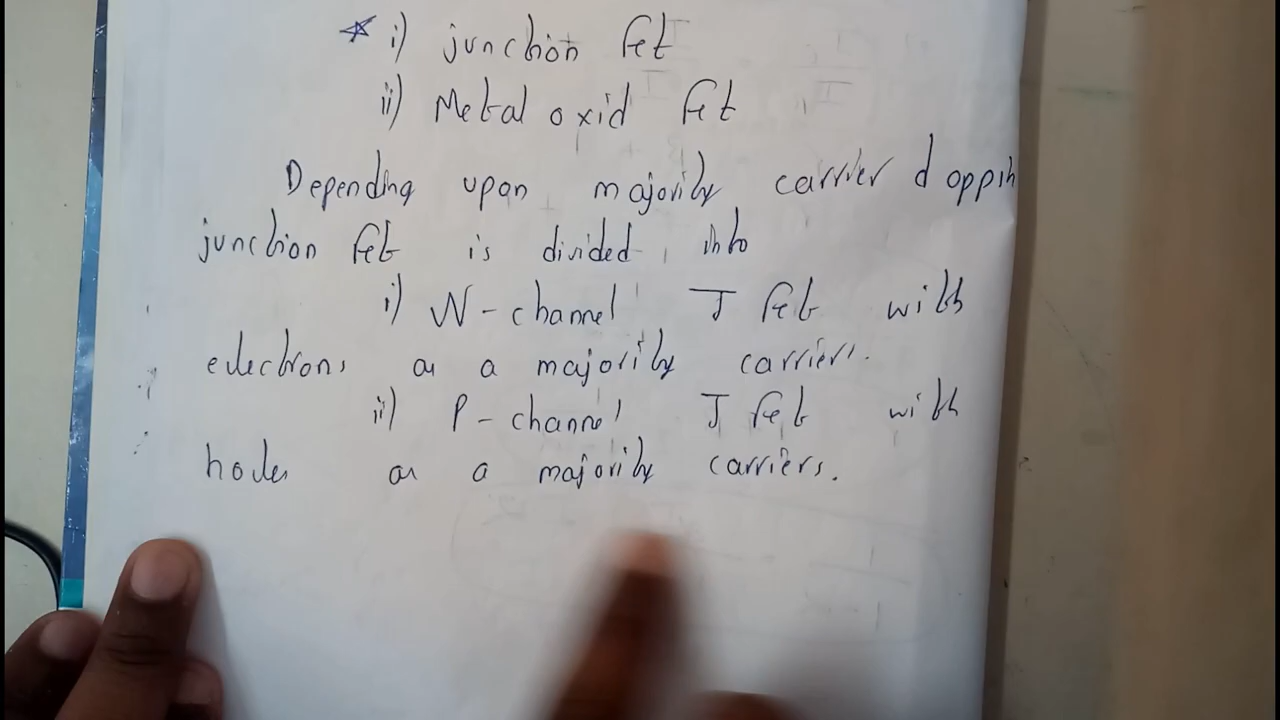 i) junction fet
ii) Metal oxid fet
Depending upon majority carrier doppin
junction fet is divided into
i) N-channel J fet with
electrons as a majority carriers.
ii) P-channel J fet with
holes as a majority carriers.